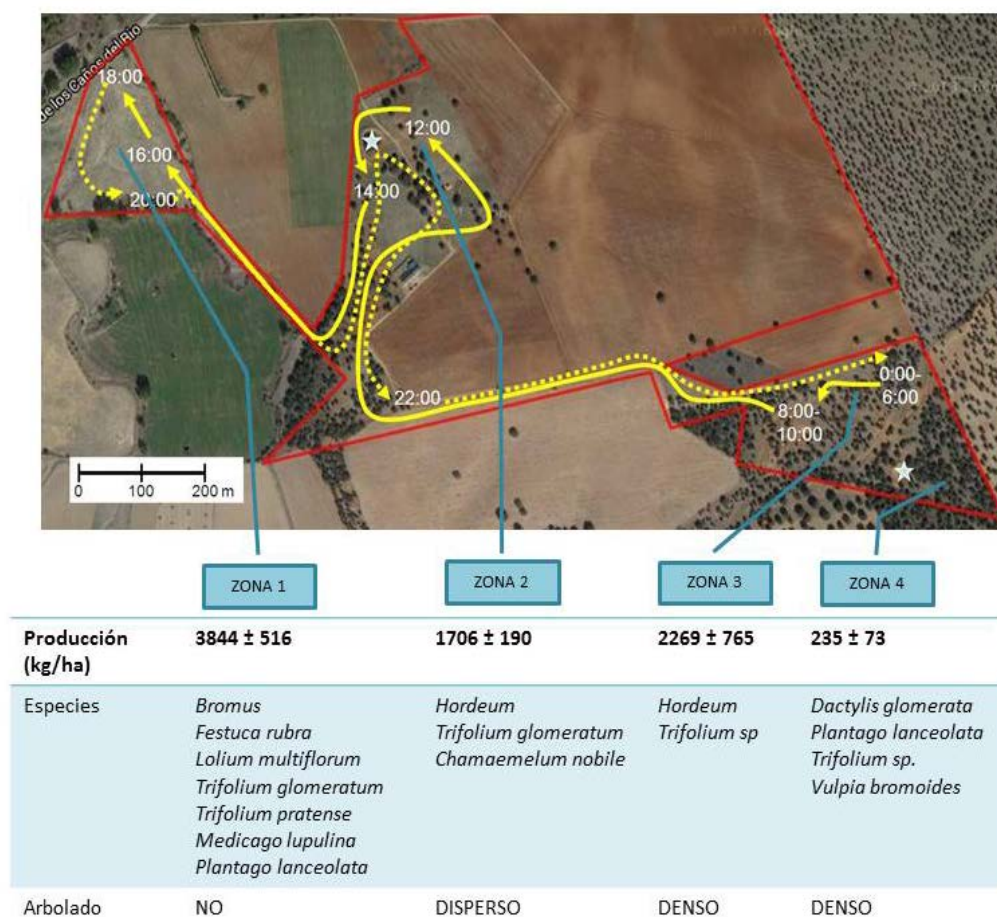 de los Caños del Rio
18:00
12:00
16:00
14:00
20:00
22:00
0:00-
6:00
8:00-
10:00
0 100 200 m
ZONA 1 ZONA 2 ZONA 3 ZONA 4
Producción
(kg/ha) 3844 ± 516 1706 ± 190 2269 ± 765 235 ± 73
Especies Bromus Hordeum Hordeum Dactylis glomerata
Festuca rubra Trifolium glomeratum Trifolium sp Plantago lanceolata
Lolium multiflorum Chamaemelum nobile Trifolium sp.
Trifolium glomeratum Vulpia bromoides
Trifolium pratense
Medicago lupulina
Plantago lanceolata
Arbolado NO DISPERSO DENSO DENSO